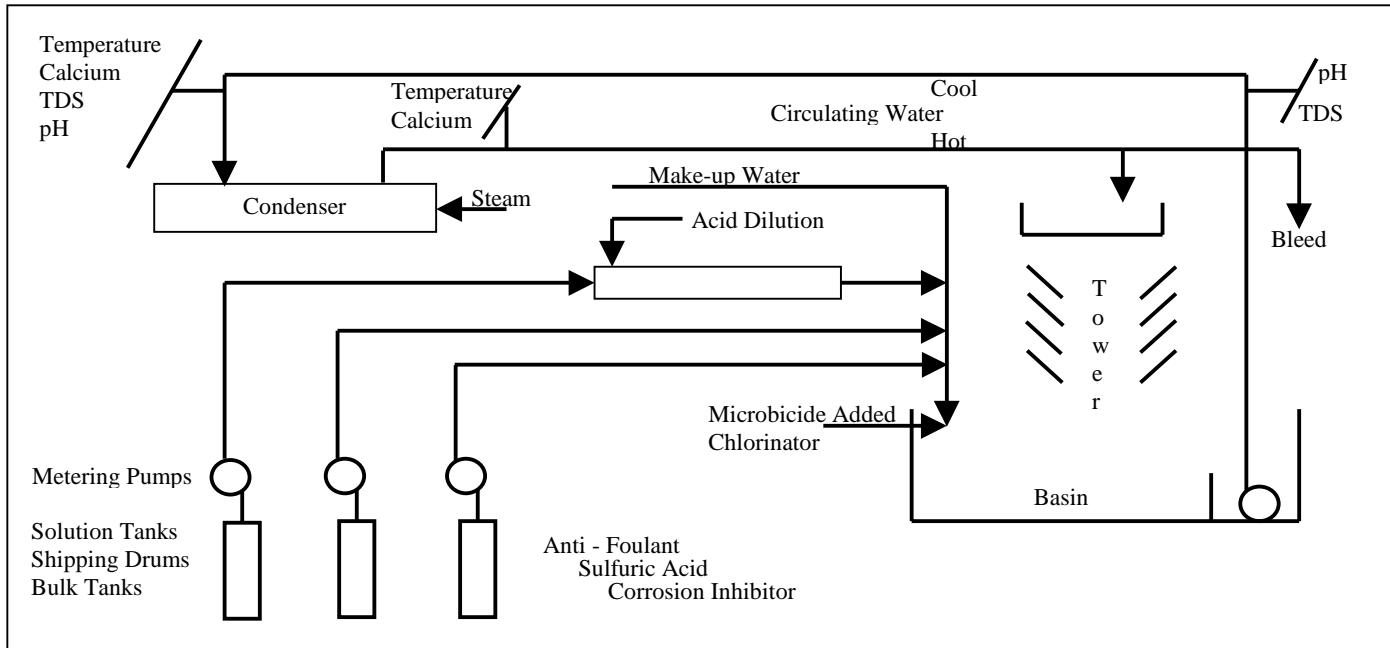 Temperature
Calcium
TDS
pH
Temperature
Calcium
Cool
Circulating Water
Hot
pH
TDS
Condenser
Steam
Make-up Water
Acid Dilution
Bleed
T
o
w
e
r
Microbicide Added
Chlorinator
Metering Pumps
Solution Tanks
Shipping Drums
Bulk Tanks
Anti - Foulant
Sulfuric Acid
Corrosion Inhibitor
Basin